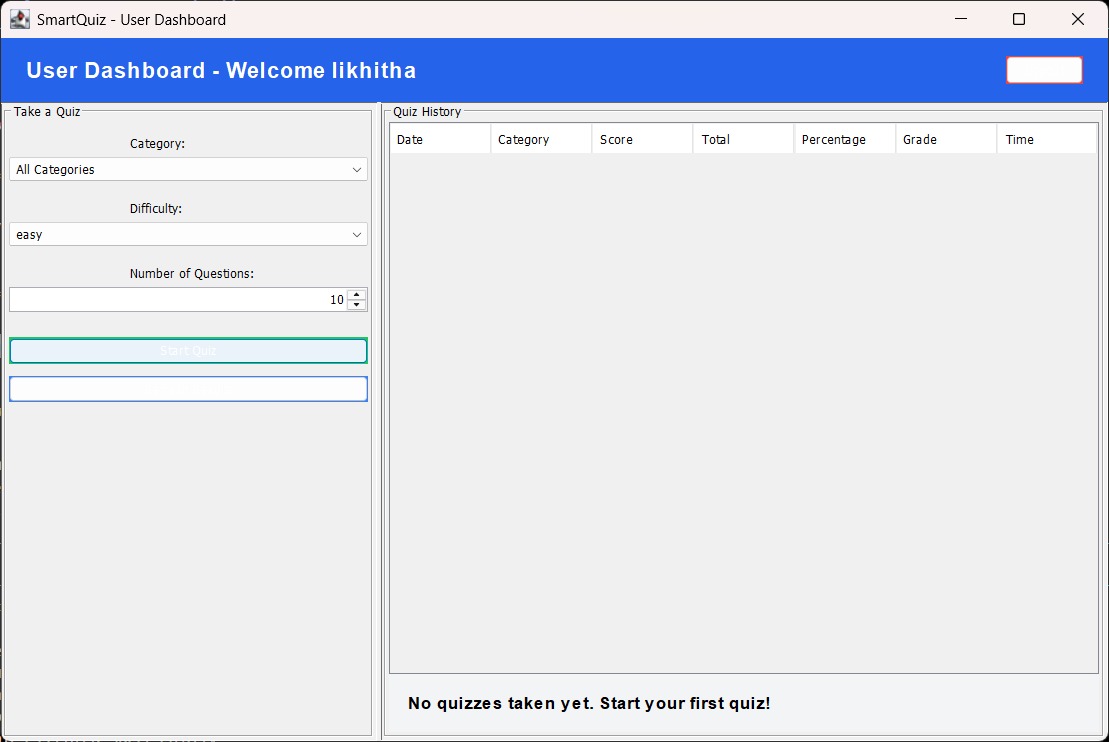 SmartQuiz - User Dashboard
User Dashboard - Welcome likhitha
Take a Quiz
Category:
All Categories
Difficulty:
easy
Number of Questions:
10
Start Quiz
Quiz History
Date Category Score Total Percentage Grade Time
No quizzes taken yet. Start your first quiz!